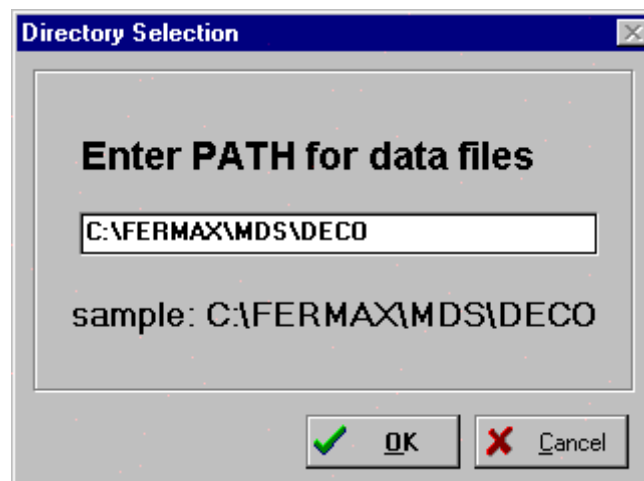 Directory Selection
Enter PATH for data files
C:\FERMAX\MDS\DECO
sample: C:\FERMAX\MDS\DECO
OK
Cancel